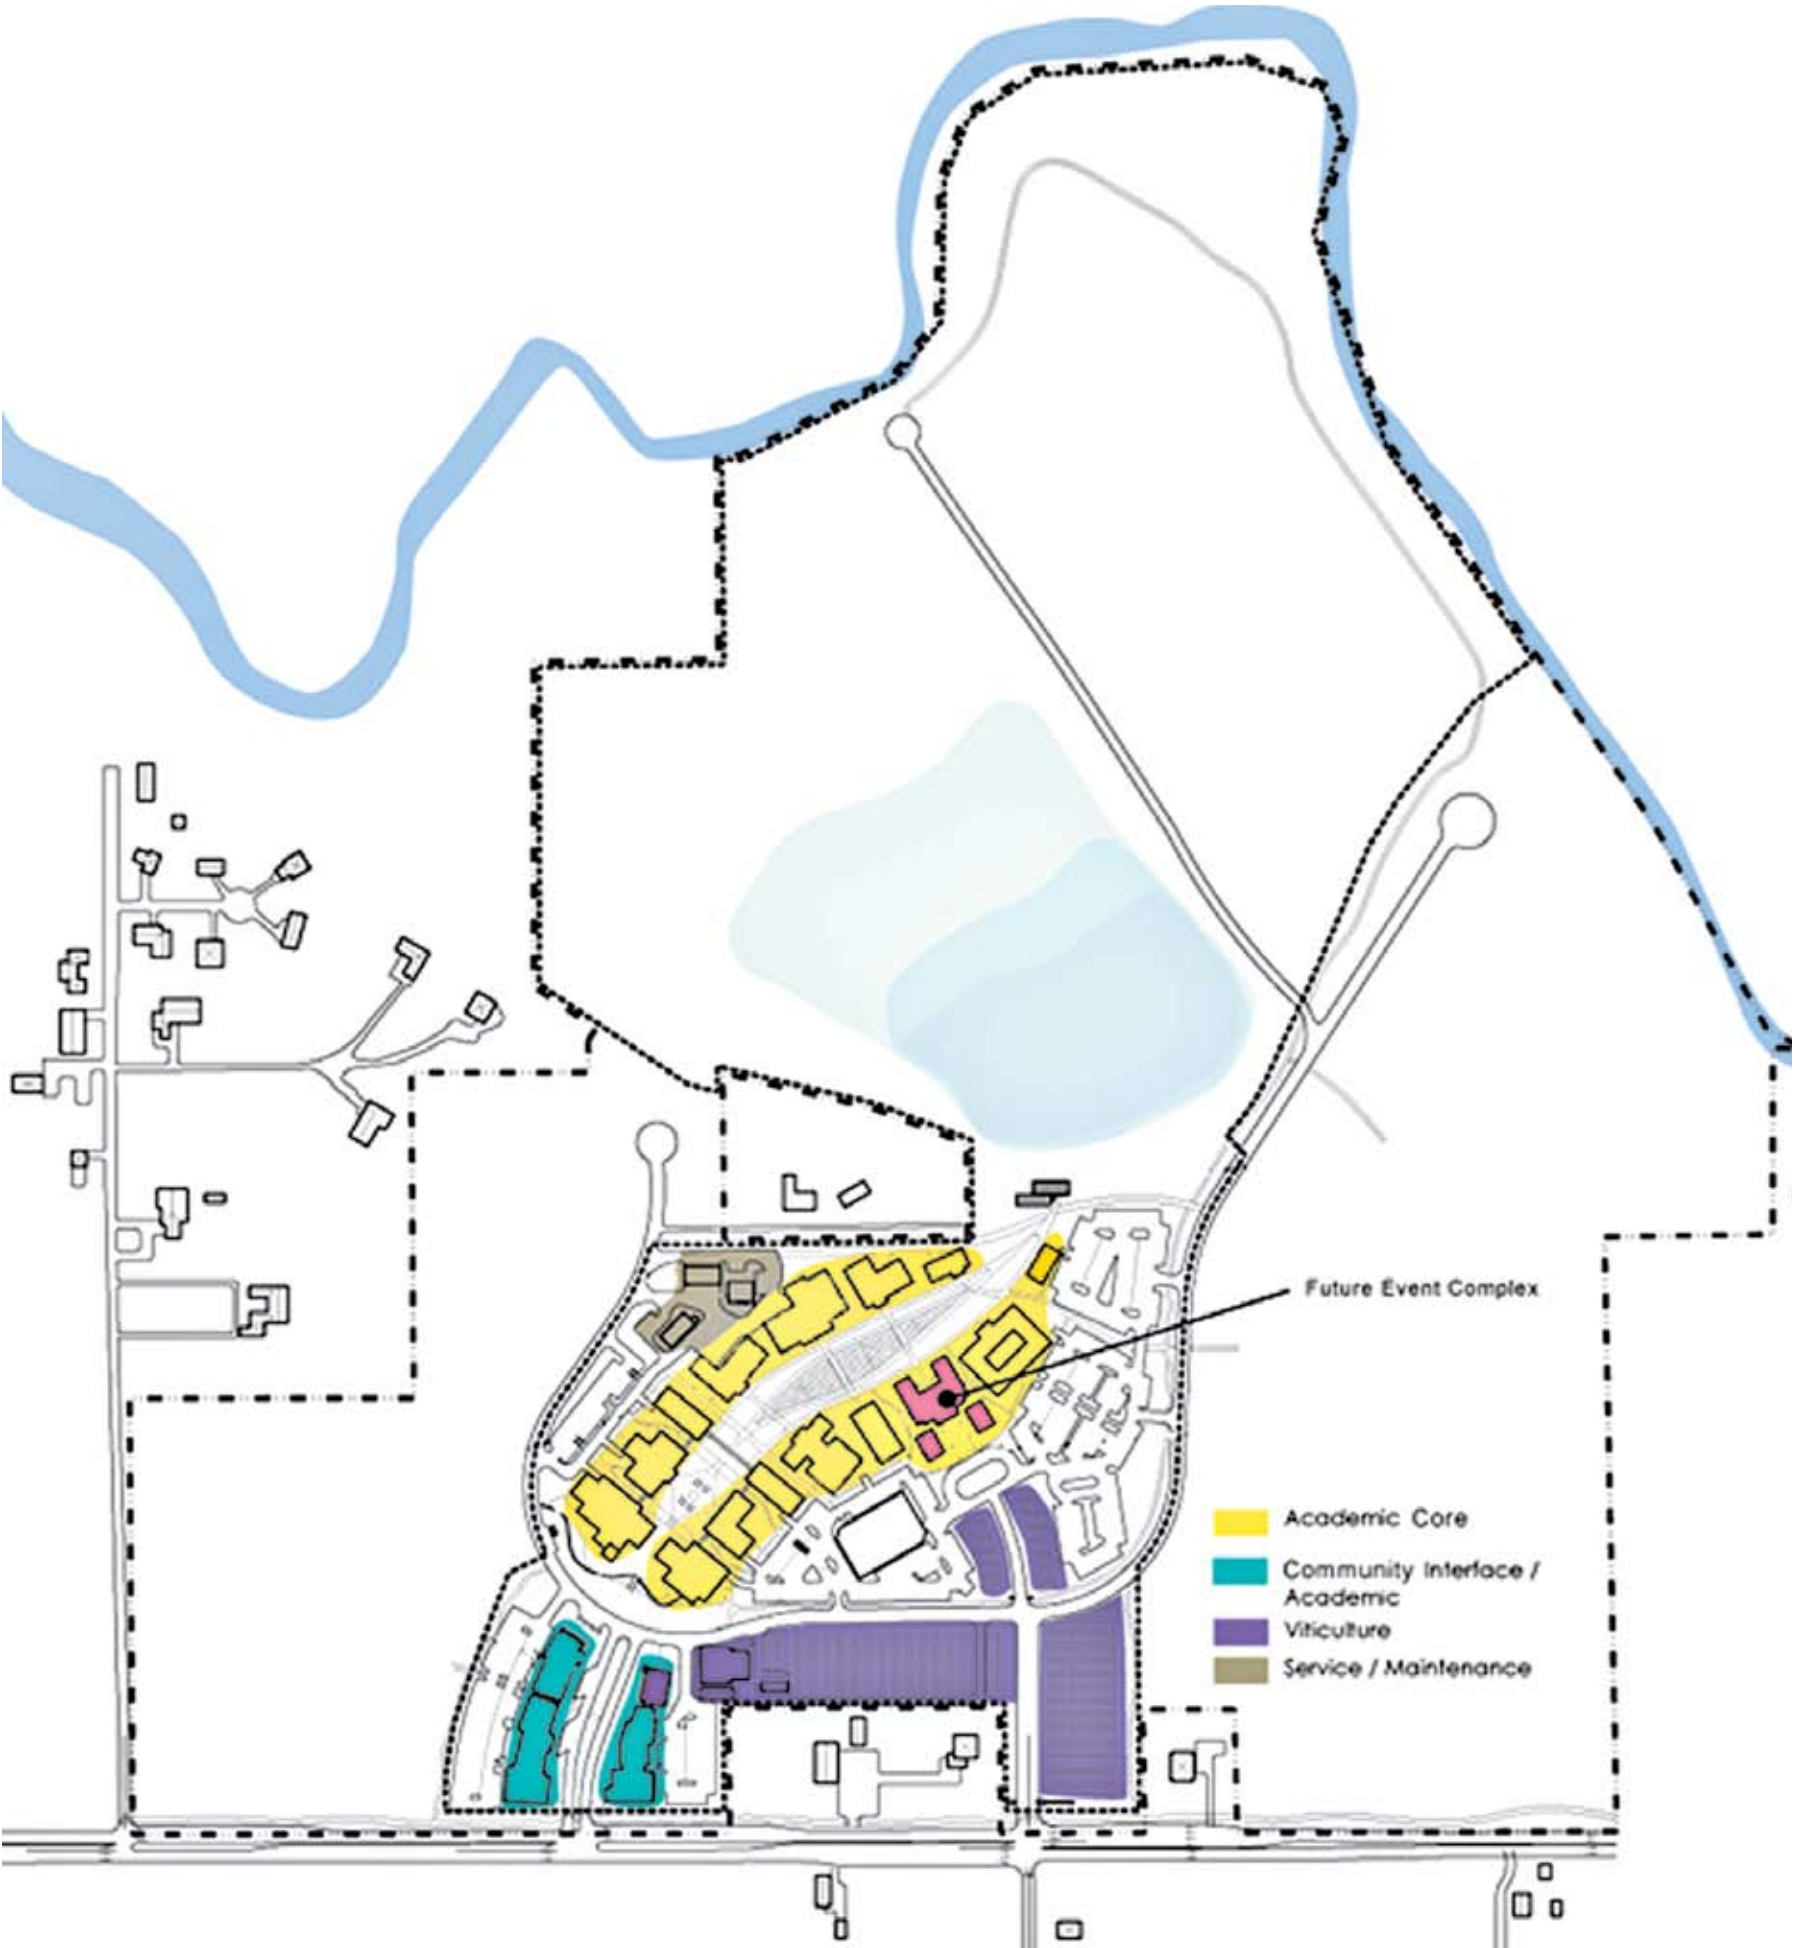 Future Event Complex
Academic Core
Community Interface /
Academic
Viticulture
Service / Maintenance